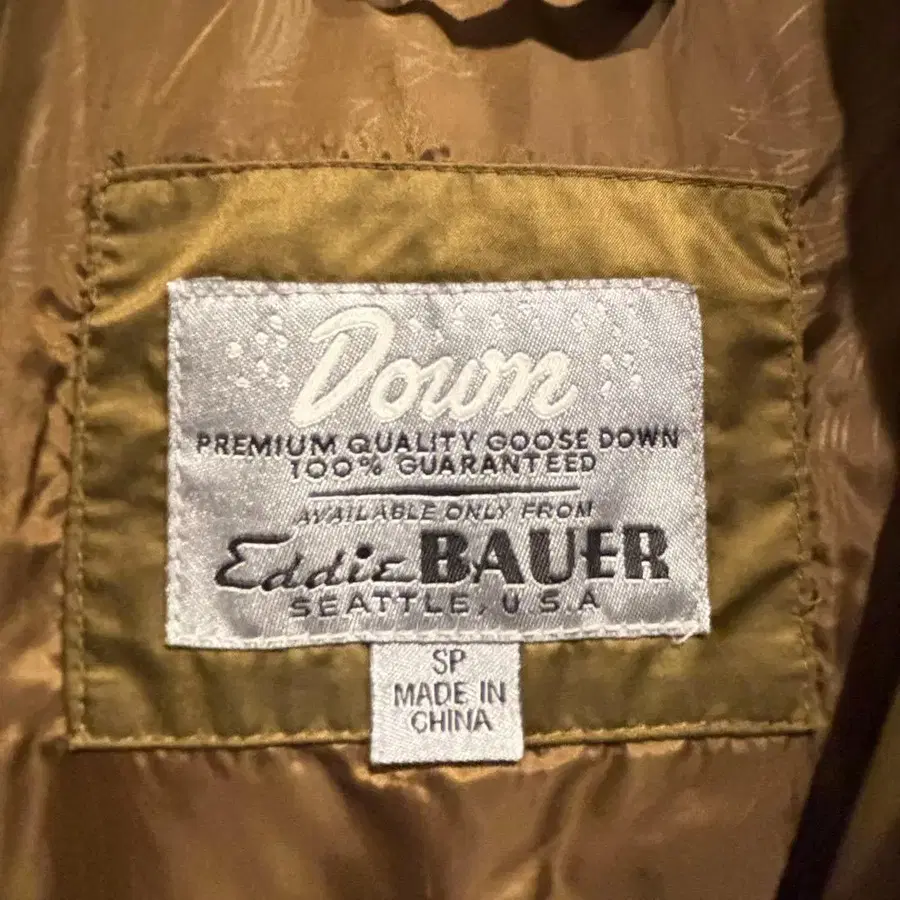 Down
PREMIUM QUALITY GOOSE DOWN
100% GUARANTEED
AVAILABLE ONLY FROM
Eddie BAUER
SEATTLE, U.S.A
SP
MADE IN
CHINA